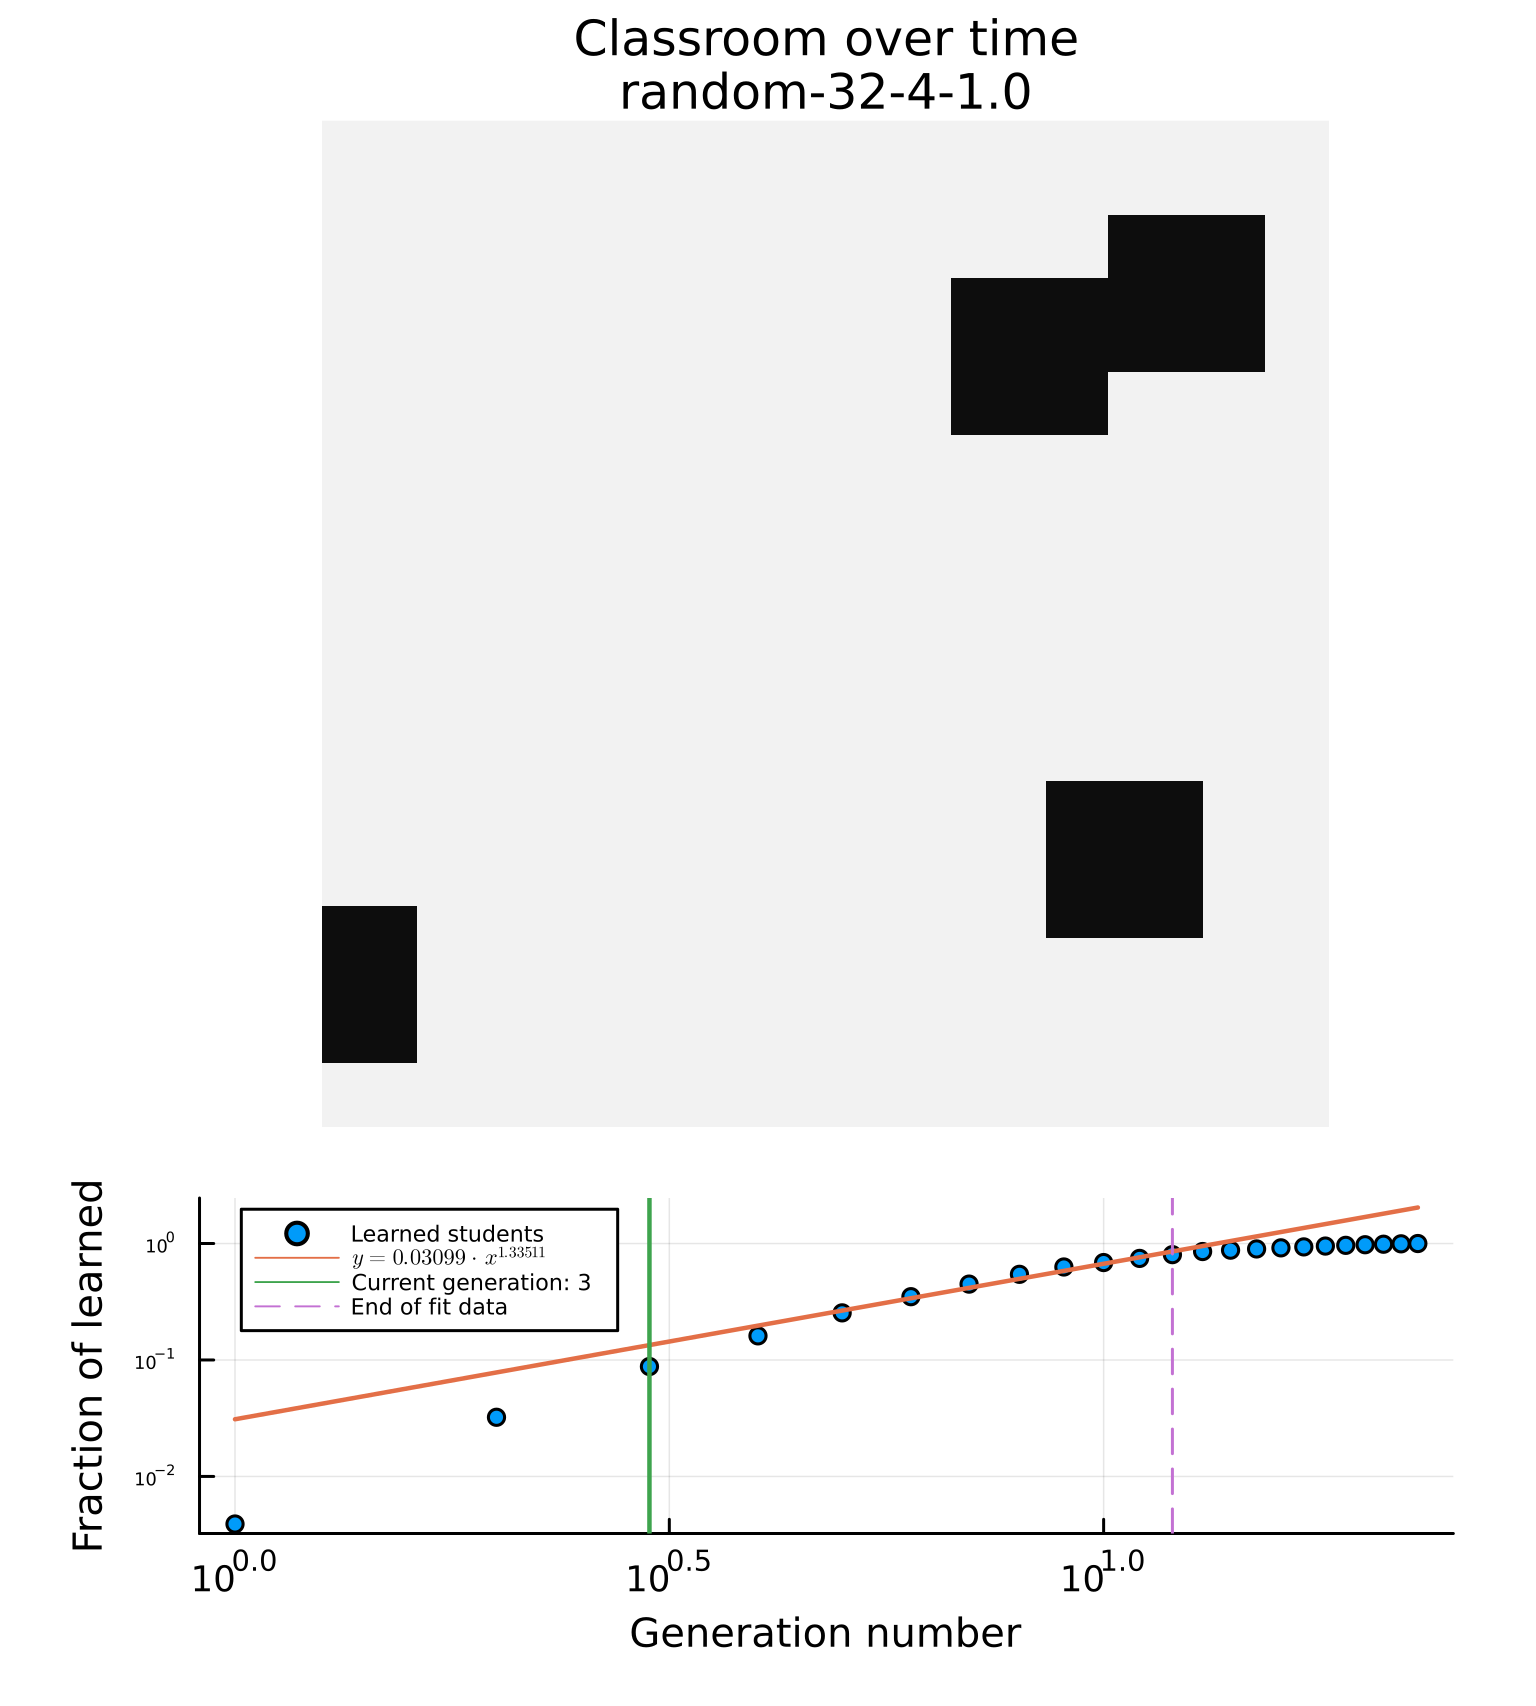 Classroom over time
random-32-4-1.0
Fraction of learned
10⁰
10⁻¹
10⁻²
Learned students
y = 0.03099 · x^1.33511
Current generation: 3
End of fit data
10^0.0
10^0.5
10^1.0
Generation number